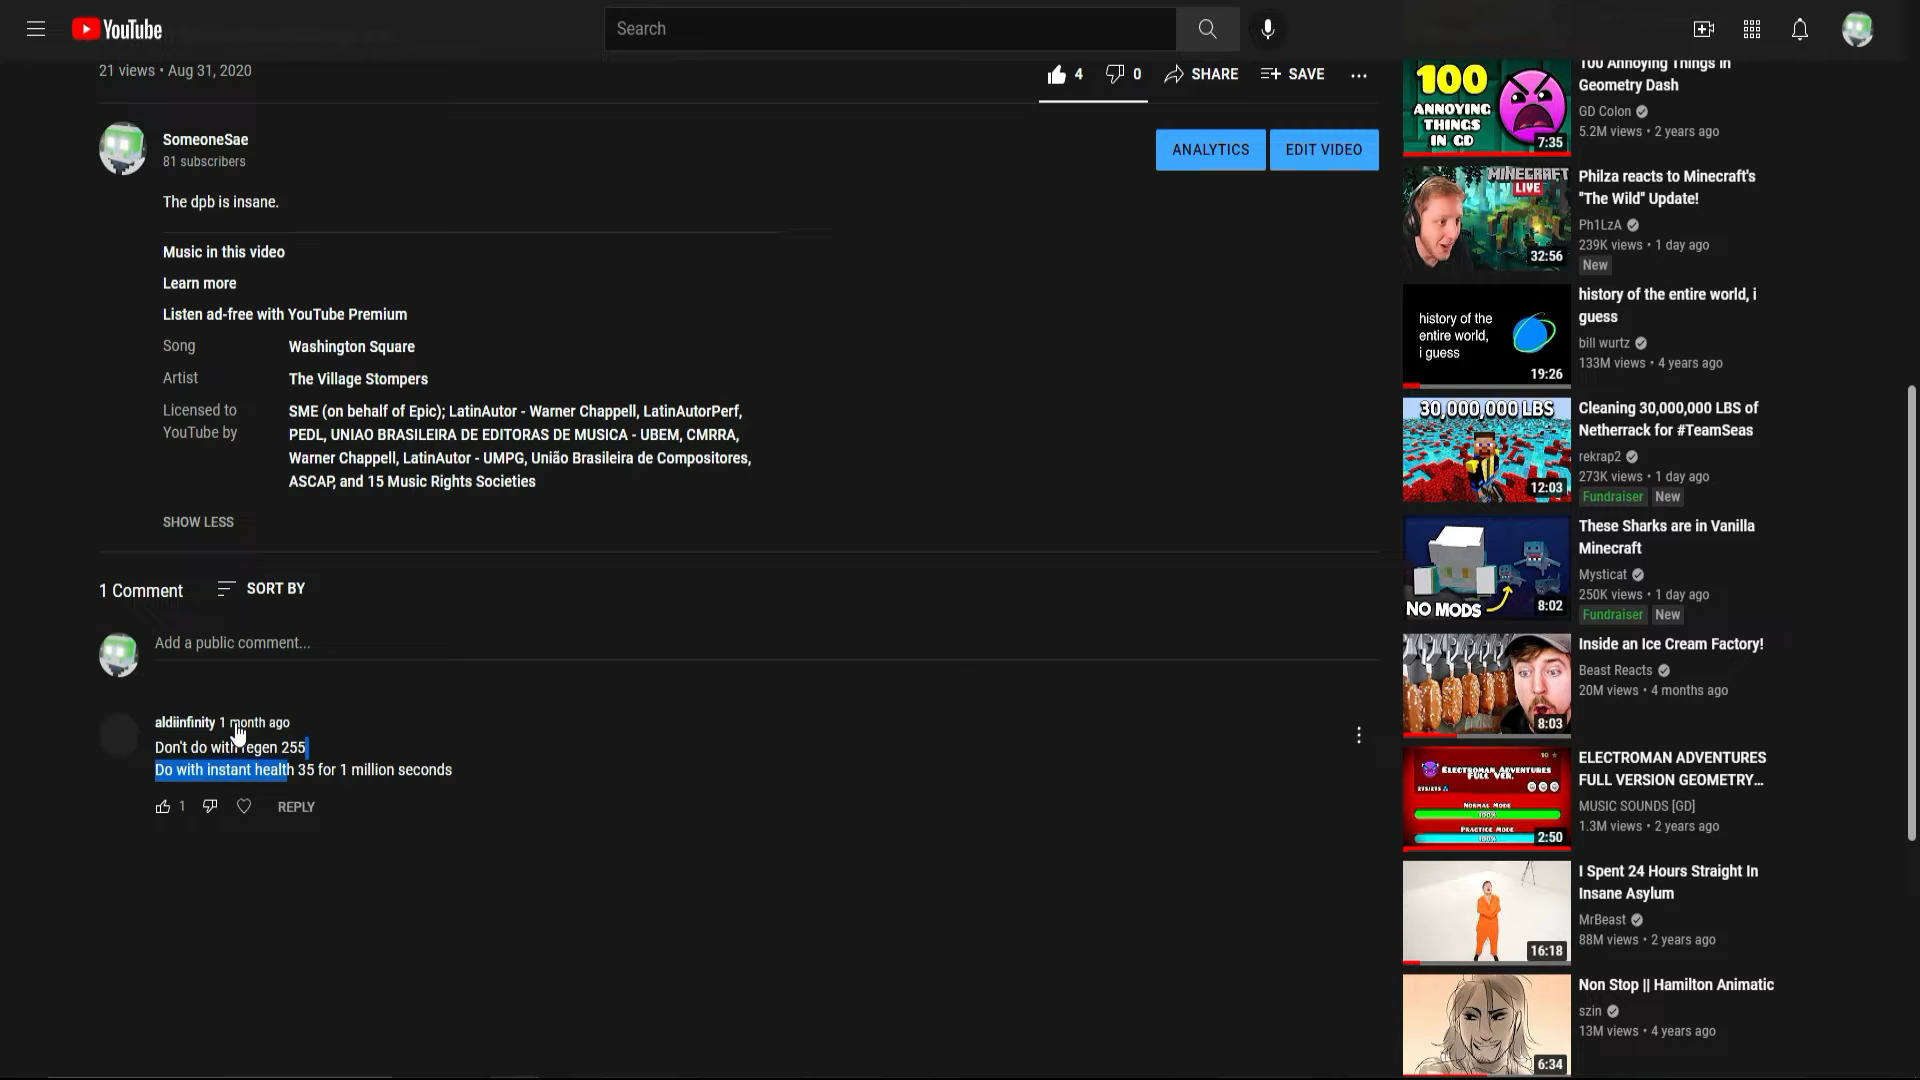 YouTube
Search
21 views • Aug 31, 2020
4
0
SHARE
SAVE
SomeoneSae
81 subscribers
ANALYTICS
EDIT VIDEO
The dpb is insane.
Music in this video
Learn more
Listen ad-free with YouTube Premium
Song
Washington Square
Artist
The Village Stompers
Licensed to
YouTube by
SME (on behalf of Epic); LatinAutor - Warner Chappell, LatinAutorPerf,
PEDL, UNIAO BRASILEIRA DE EDITORAS DE MUSICA - UBEM, CMRRA,
Warner Chappell, LatinAutor - UMPG, União Brasileira de Compositores,
ASCAP, and 15 Music Rights Societies
SHOW LESS
1 Comment
SORT BY
Add a public comment...
aldiinfinity 1 month ago
Don't do with regen 255
Do with instant health 35 for 1 million seconds
1
REPLY
100
ANNOYING
THINGS
IN GD
7:35
100 Annoying Things in
Geometry Dash
GD Colon
5.2M views • 2 years ago
MINECRAFT
LIVE
32:56
Philza reacts to Minecraft's
"The Wild" Update!
Ph1LzA
239K views • 1 day ago
New
history of the
entire world,
i guess
19:26
history of the entire world, i
guess
bill wurtz
133M views • 4 years ago
30,000,000 LBS
12:03
Cleaning 30,000,000 LBS of
Netherrack for #TeamSeas
rekrap2
273K views • 1 day ago
Fundraiser
New
NO MODS
8:02
These Sharks are in Vanilla
Minecraft
Mysticat
250K views • 1 day ago
Fundraiser
New
8:03
Inside an Ice Cream Factory!
Beast Reacts
20M views • 4 months ago
10
ELECTROMAN ADVENTURES
FULL VER.
NORMAL MODE
100%
PRACTICE MODE
100%
2:50
ELECTROMAN ADVENTURES
FULL VERSION GEOMETRY...
MUSIC SOUNDS [GD]
1.3M views • 2 years ago
16:18
I Spent 24 Hours Straight In
Insane Asylum
MrBeast
88M views • 2 years ago
6:34
Non Stop || Hamilton Animatic
szin
13M views • 4 years ago